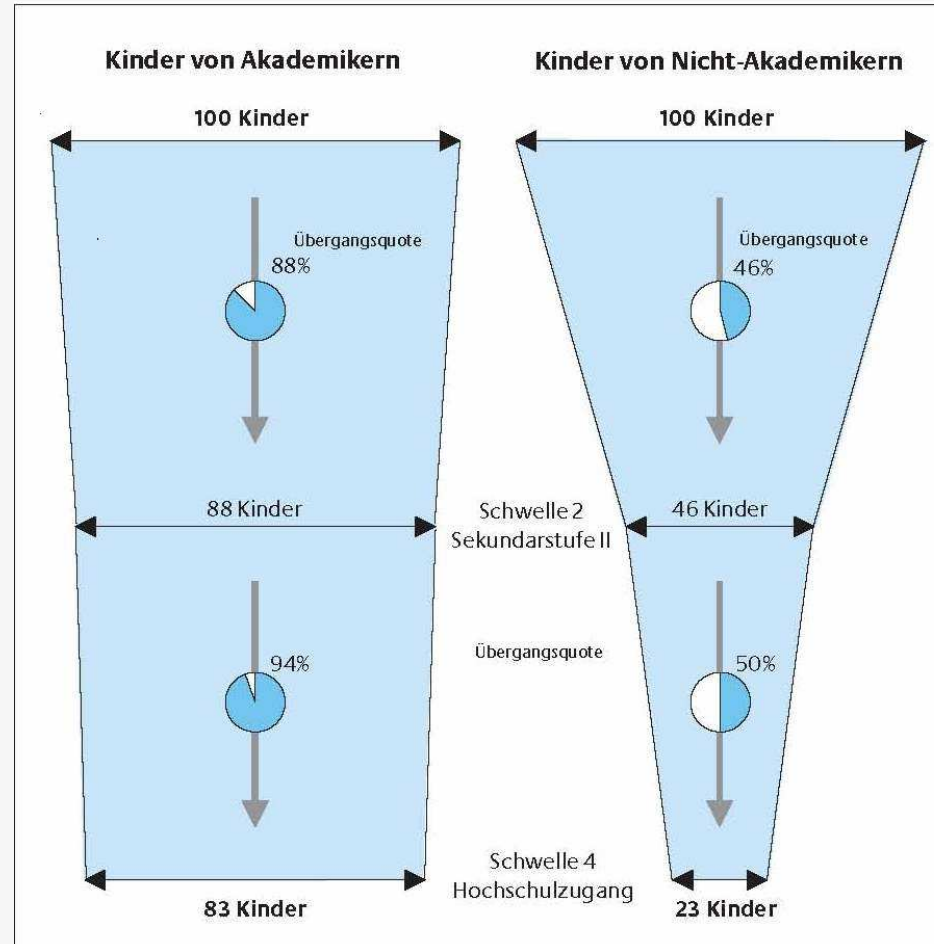 Kinder von Akademikern
Kinder von Nicht-Akademikern
100 Kinder
100 Kinder
Übergangsquote
88%
Übergangsquote
46%
88 Kinder
Schwelle 2
Sekundarstufe II
46 Kinder
94%
Übergangsquote
50%
Schwelle 4
Hochschulzugang
83 Kinder
23 Kinder